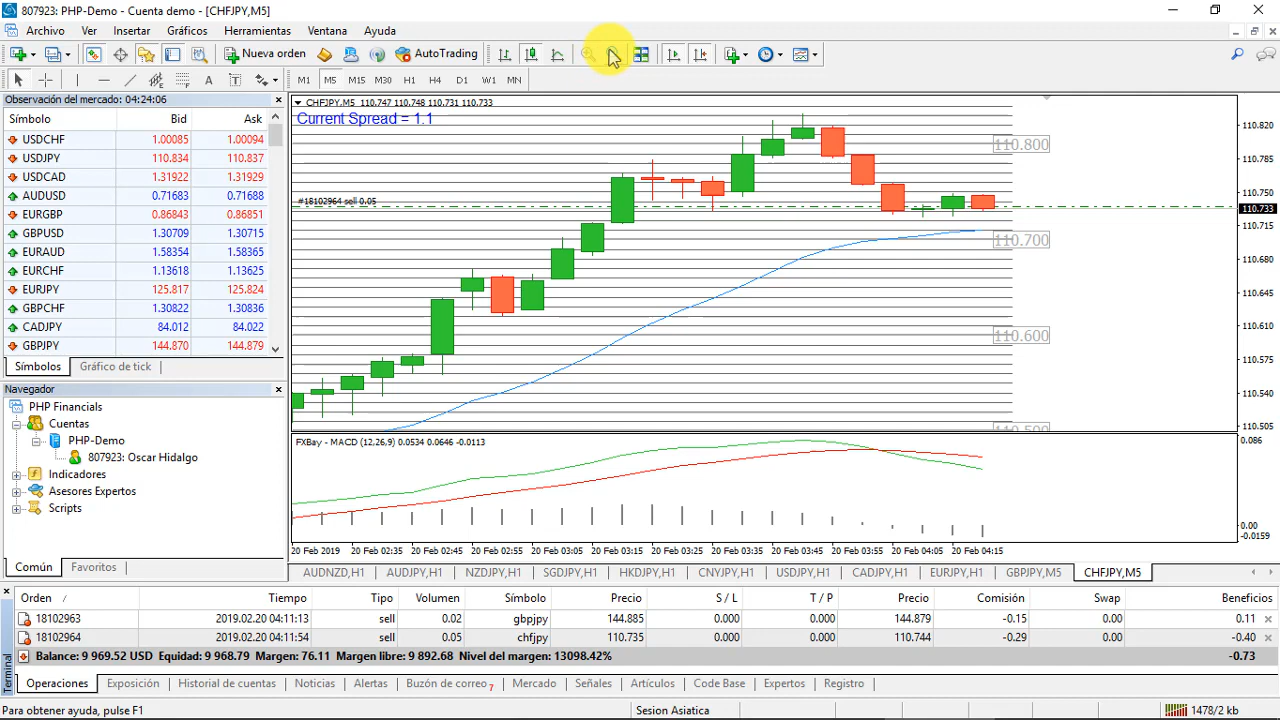 807923: PHP-Demo - Cuenta demo - [CHFJPY,M5]
Archivo Ver Insertar Gráficos Herramientas Ventana Ayuda
Nueva orden AutoTrading
A T M1 M5 M15 M30 H1 H4 D1 W1 MN
Observación del mercado: 04:24:06
Símbolo Bid Ask
USDCHF 1.00085 1.00094
USDJPY 110.834 110.837
USDCAD 1.31922 1.31929
AUDUSD 0.71683 0.71688
EURGBP 0.86843 0.86851
GBPUSD 1.30709 1.30715
EURAUD 1.58354 1.58365
EURCHF 1.13618 1.13625
EURJPY 125.817 125.824
GBPCHF 1.30822 1.30836
CADJPY 84.012 84.022
GBPJPY 144.870 144.879
Símbolos Gráfico de tick
Navegador
PHP Financials
Cuentas
PHP-Demo
807923: Oscar Hidalgo
Indicadores
Asesores Expertos
Scripts
Común Favoritos
CHFJPY,M5 110.747 110.748 110.731 110.733
Current Spread = 1.1
#18102964 sell 0.05
110.800
110.700
110.600
110.500
110.820
110.785
110.750
110.733
110.715
110.680
110.645
110.610
110.575
110.540
110.505
FXBay - MACD (12,26,9) 0.0534 0.0646 -0.0113
0.086
0.00
-0.0159
20 Feb 2019 20 Feb 02:35 20 Feb 02:45 20 Feb 02:55 20 Feb 03:05 20 Feb 03:15 20 Feb 03:25 20 Feb 03:35 20 Feb 03:45 20 Feb 03:55 20 Feb 04:05 20 Feb 04:15
AUDNZD,H1 AUDJPY,H1 NZDJPY,H1 SGDJPY,H1 HKDJPY,H1 CNYJPY,H1 USDJPY,H1 CADJPY,H1 EURJPY,H1 GBPJPY,M5 CHFJPY,M5
Orden / Tiempo Tipo Volumen Símbolo Precio S / L T / P Precio Comisión Swap Beneficios
18102963 2019.02.20 04:11:13 sell 0.02 gbpjpy 144.885 0.000 0.000 144.879 -0.15 0.00 0.11
18102964 2019.02.20 04:11:54 sell 0.05 chfjpy 110.735 0.000 0.000 110.744 -0.29 0.00 -0.40
Balance: 9 969.52 USD Equidad: 9 968.79 Margen: 76.11 Margen libre: 9 892.68 Nivel del margen: 13098.42% -0.73
Terminal
Operaciones Exposición Historial de cuentas Noticias Alertas Buzón de correo 7 Mercado Señales Artículos Code Base Expertos Registro
Para obtener ayuda, pulse F1 Sesion Asiatica 1478/2 kb